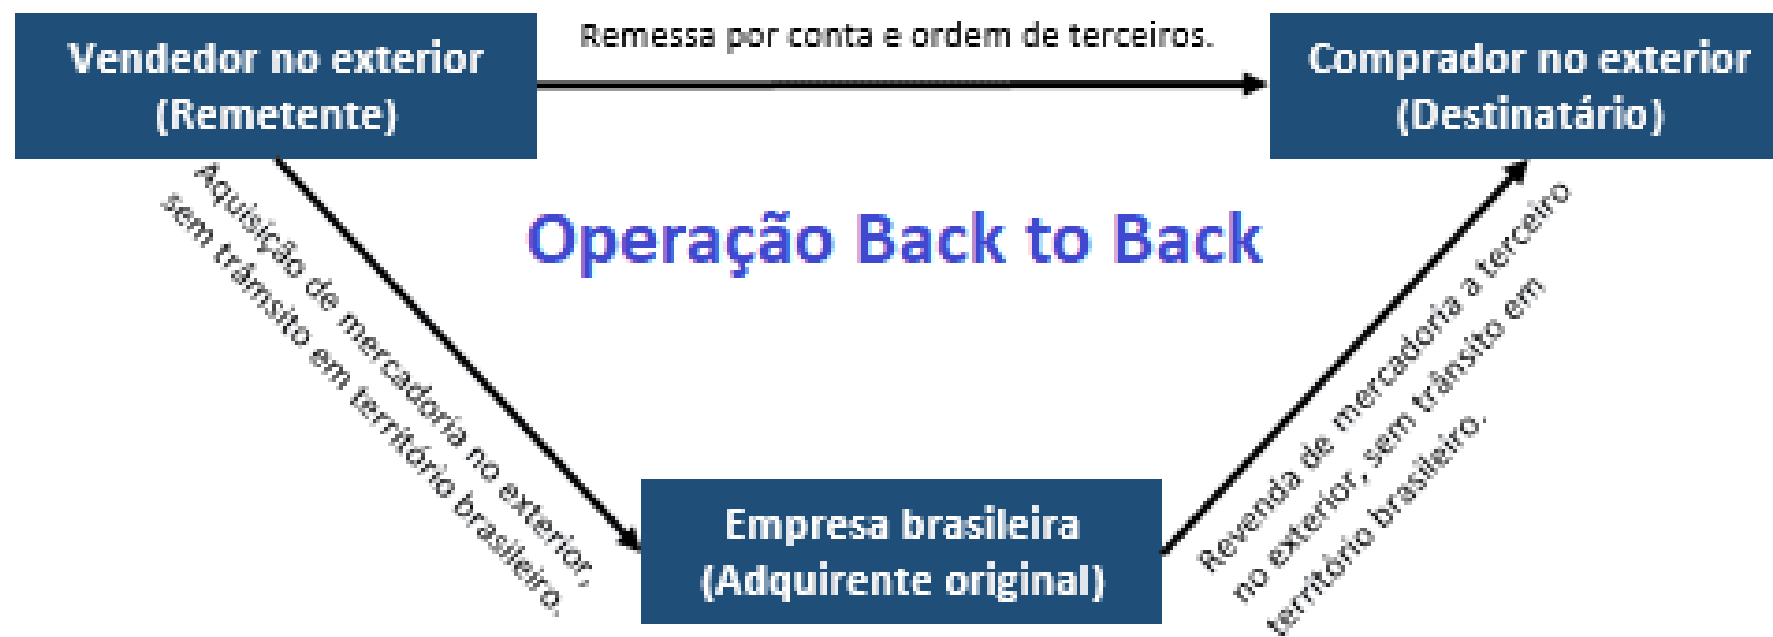 Remessa por conta e ordem de terceiros.
Vendedor no exterior
(Remetente)
Comprador no exterior
(Destinatário)
Aquisição de mercadoria no exterior,
sem trâmsito em território brasileiro.
Operação Back to Back
Revenda de mercadoria a terceiro
no exterior, sem trânsito em
território brasileiro.
Empresa brasileira
(Adquirente original)